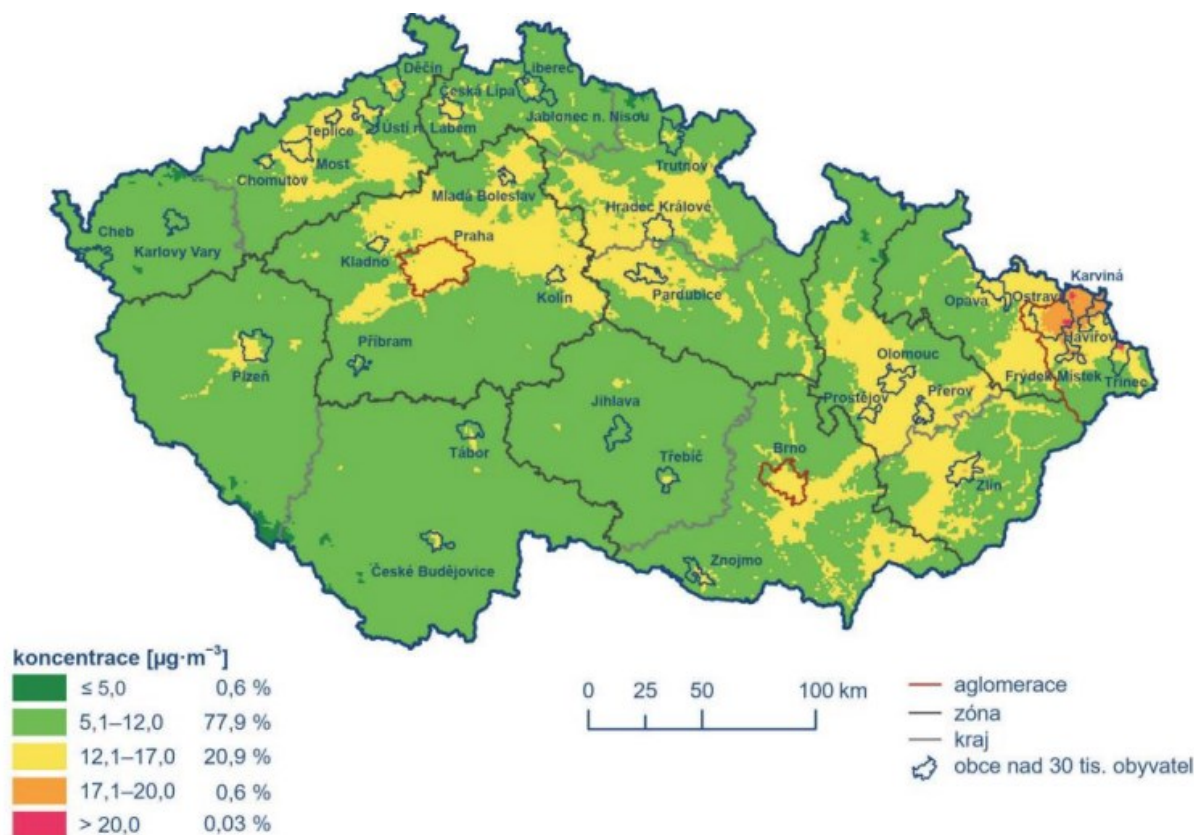 Děčín
Liberec
Česká Lípa
Jablonec n. Nisou
Teplice
Ústí n. Labem
Most
Chomutov
Trutnov
Mladá Boleslav
Hradec Králové
Cheb
Karlovy Vary
Praha
Kladno
Kolín
Pardubice
Karviná
Opava
Ostrav
Havířov
Příbram
Plzeň
Olomouc
Frýdek Místek
Třinec
Prostějov
Přerov
Jihlava
Tábor
Třebíč
Brno
Zlín
Znojmo
České Budějovice
koncentrace [µg·m⁻³]
≤ 5,0 0,6 %
5,1–12,0 77,9 %
12,1–17,0 20,9 %
17,1–20,0 0,6 %
> 20,0 0,03 %
0 25 50 100 km
aglomerace
zóna
kraj
obce nad 30 tis. obyvatel